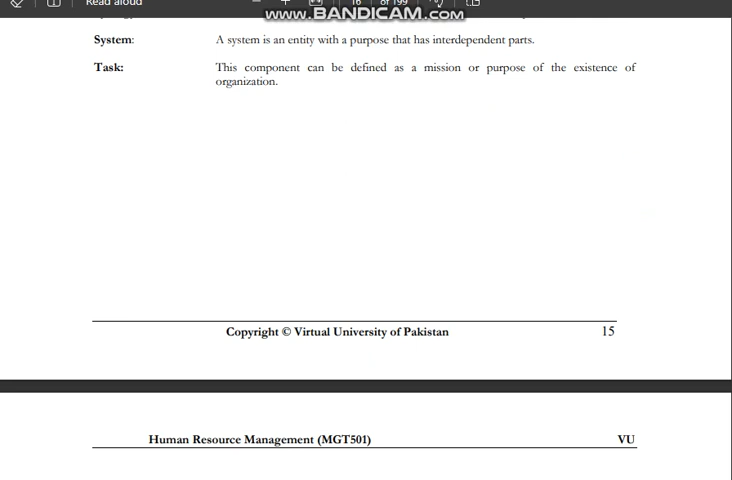 Read aloud
16 of 199
www.BANDICAM.com
System: A system is an entity with a purpose that has interdependent parts.
Task: This component can be defined as a mission or purpose of the existence of
organization.
Copyright © Virtual University of Pakistan 15
Human Resource Management (MGT501) VU